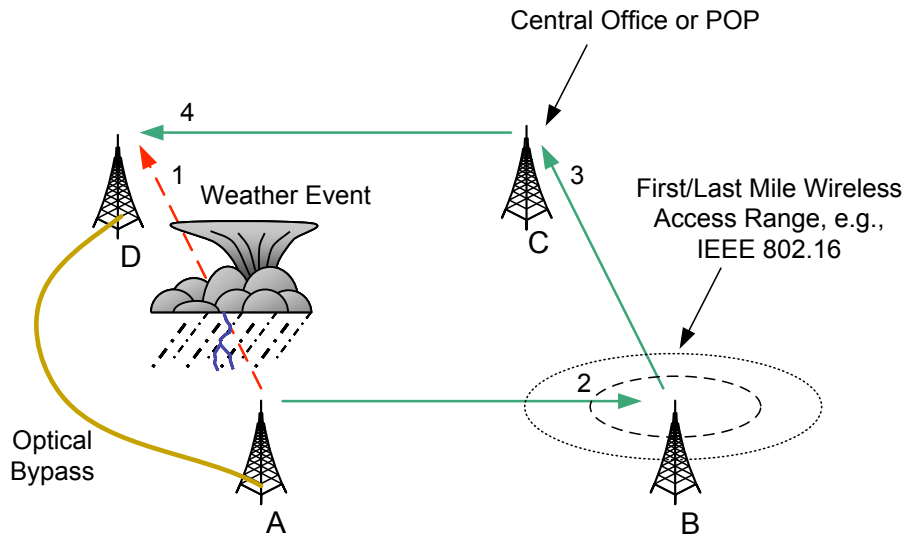 Central Office or POP
4
1
3
Weather Event
First/Last Mile Wireless
Access Range, e.g.,
IEEE 802.16
C
D
2
Optical
Bypass
A
B